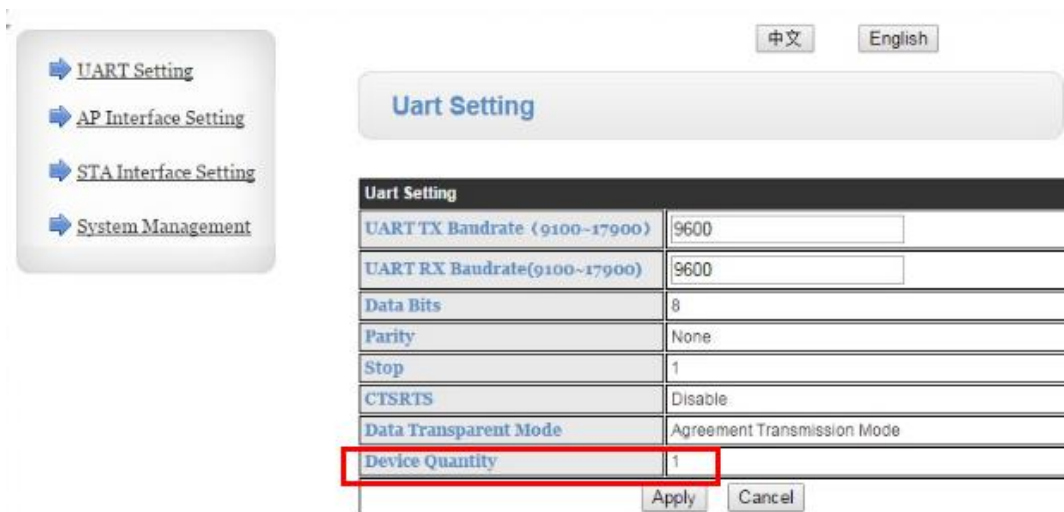 中文 English
UART Setting
AP Interface Setting
STA Interface Setting
System Management
Uart Setting
Uart Setting
UART TX Baudrate (9100~17900) 9600
UART RX Baudrate(9100~17900) 9600
Data Bits 8
Parity None
Stop 1
CTSRTS Disable
Data Transparent Mode Agreement Transmission Mode
Device Quantity 1
Apply Cancel